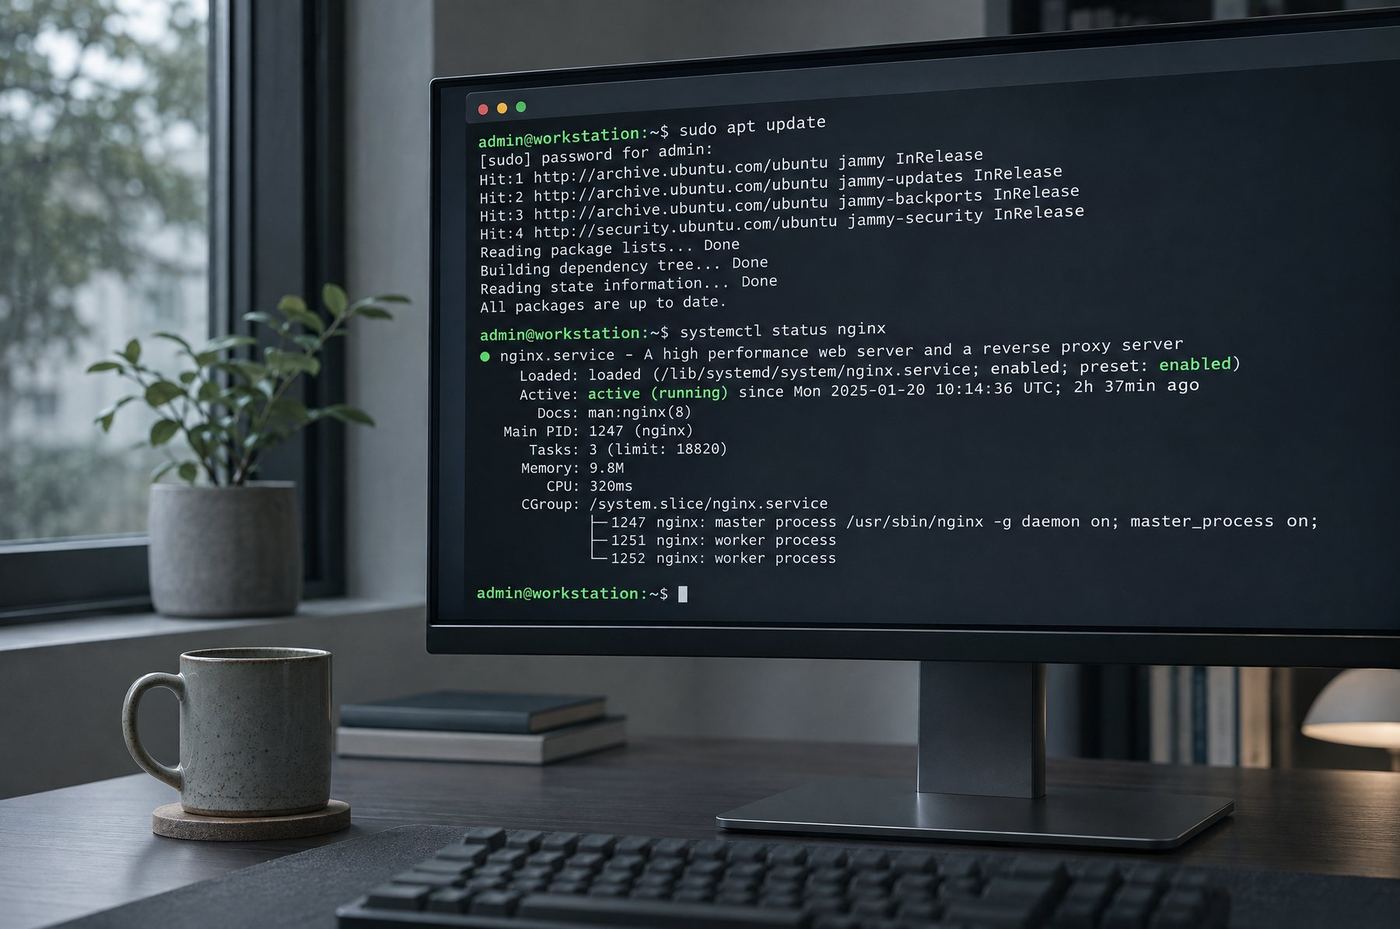 admin@workstation:~$ sudo apt update
[sudo] password for admin:
Hit:1 http://archive.ubuntu.com/ubuntu jammy InRelease
Hit:2 http://archive.ubuntu.com/ubuntu jammy-updates InRelease
Hit:3 http://archive.ubuntu.com/ubuntu jammy-backports InRelease
Hit:4 http://security.ubuntu.com/ubuntu jammy-security InRelease
Reading package lists... Done
Building dependency tree... Done
Reading state information... Done
All packages are up to date.
admin@workstation:~$ systemctl status nginx
● nginx.service - A high performance web server and a reverse proxy server
Loaded: loaded (/lib/systemd/system/nginx.service; enabled; preset: enabled)
Active: active (running) since Mon 2025-01-20 10:14:36 UTC; 2h 37min ago
Docs: man:nginx(8)
Main PID: 1247 (nginx)
Tasks: 3 (limit: 18820)
Memory: 9.8M
CPU: 320ms
CGroup: /system.slice/nginx.service
├─1247 nginx: master process /usr/sbin/nginx -g daemon on; master_process on;
├─1251 nginx: worker process
└─1252 nginx: worker process
admin@workstation:~$